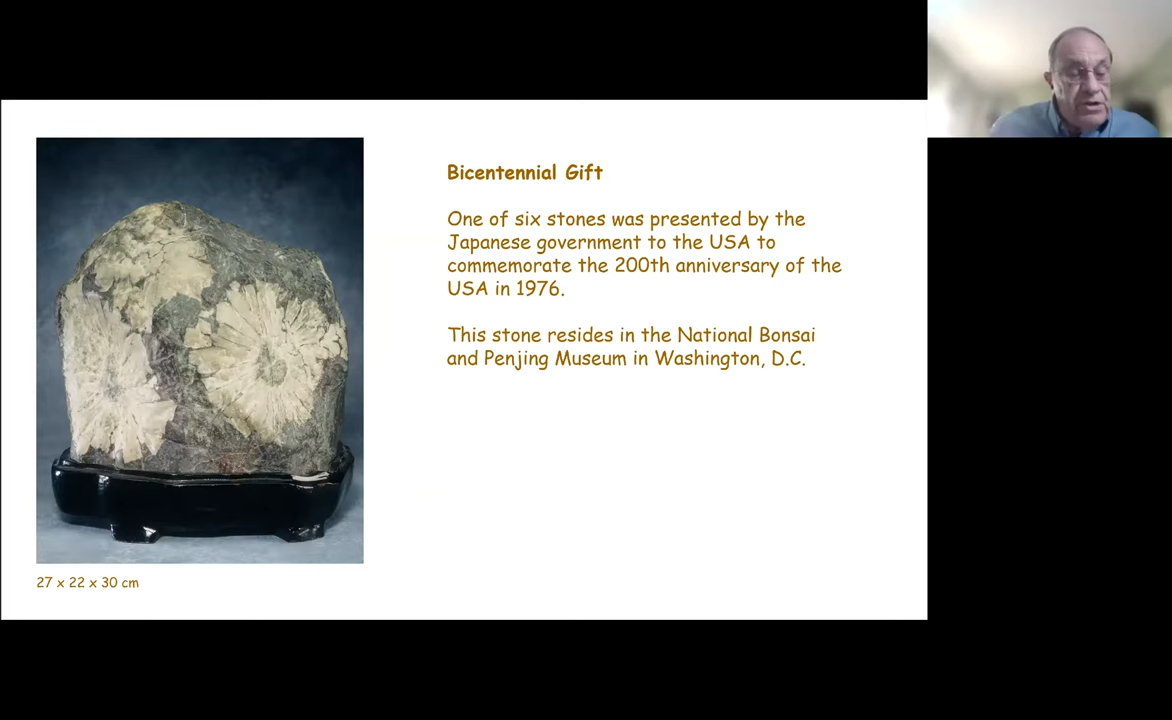 Bicentennial Gift
One of six stones was presented by the
Japanese government to the USA to
commemorate the 200th anniversary of the
USA in 1976.
This stone resides in the National Bonsai
and Penjing Museum in Washington, D.C.
27 x 22 x 30 cm